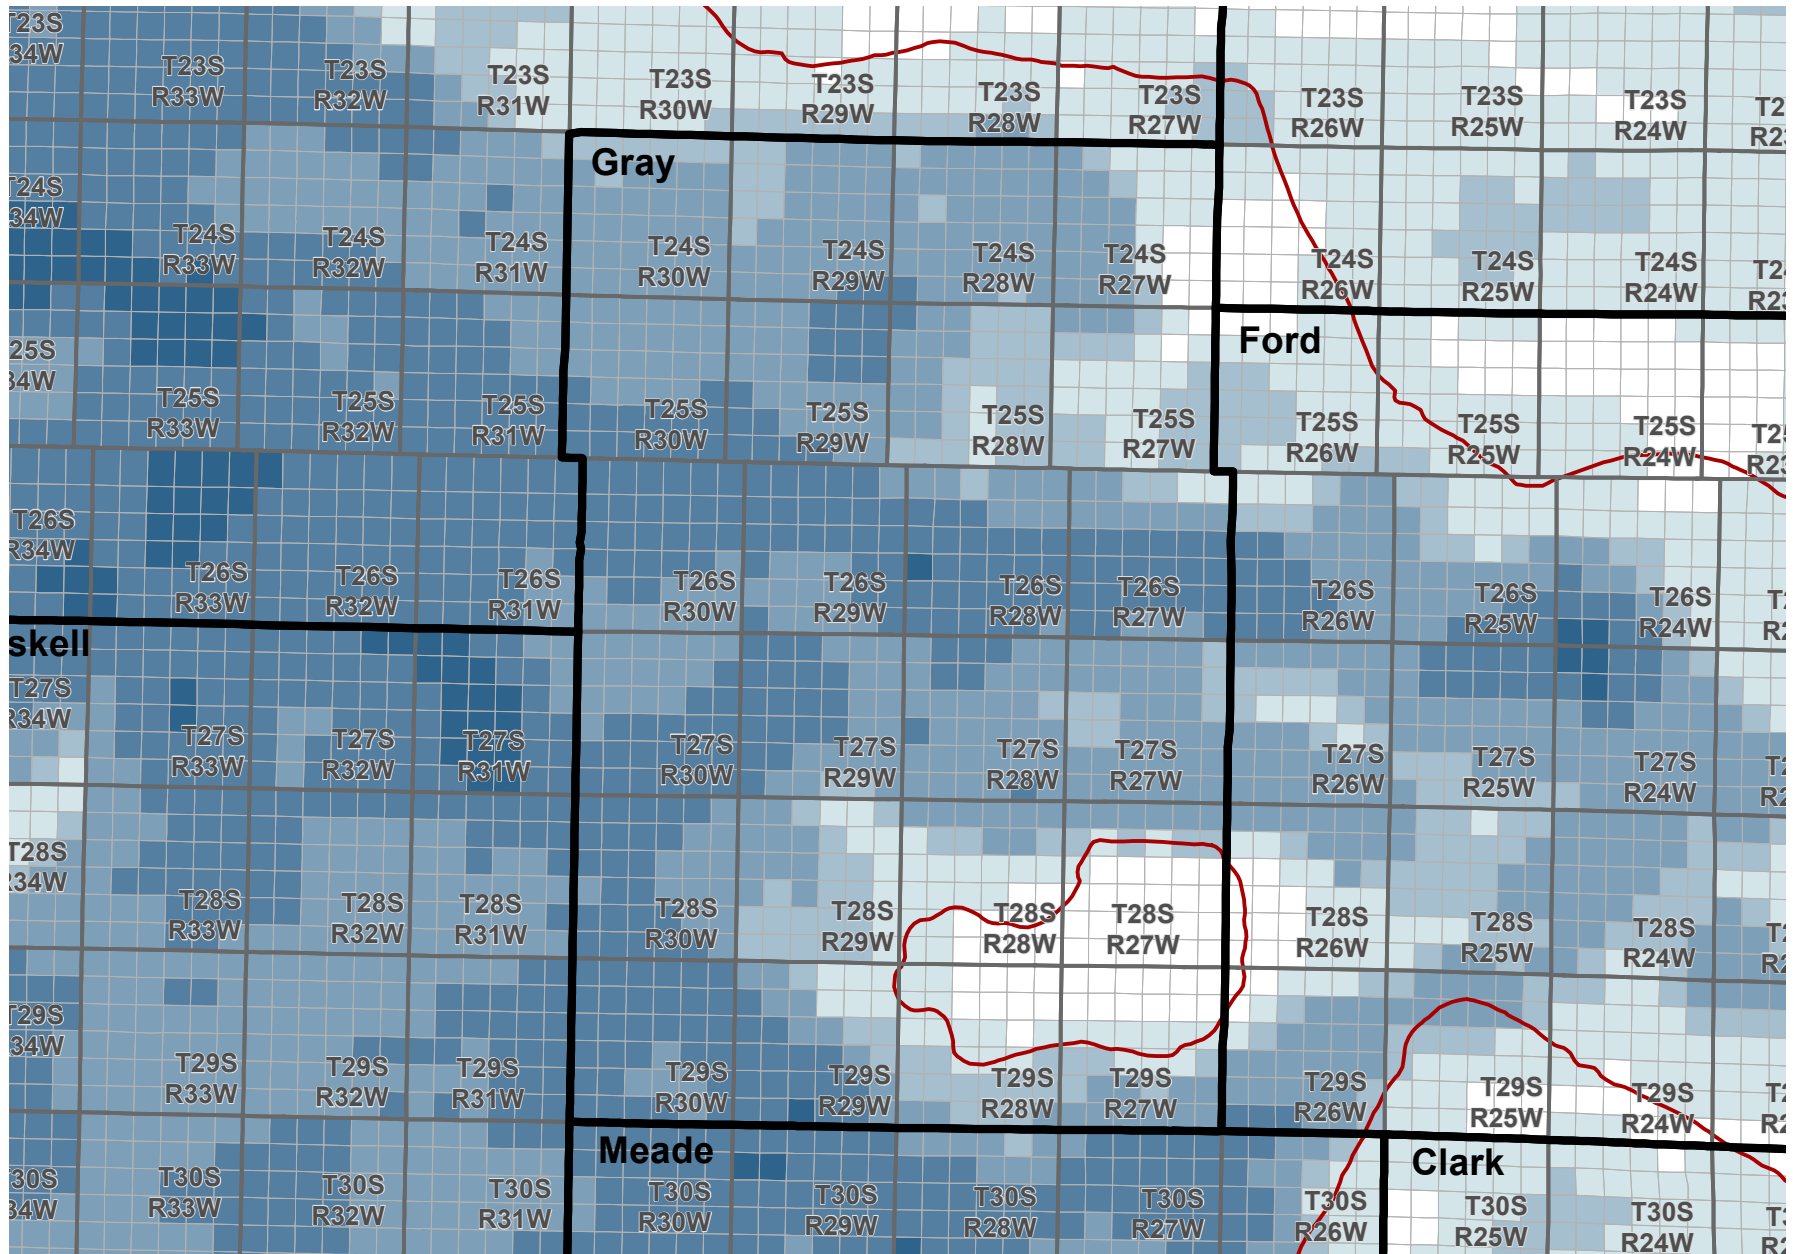 T23S
34W
T23S
R33W
T23S
R32W
T23S
R31W
T23S
R30W
T23S
R29W
T23S
R28W
T23S
R27W
T23S
R26W
T23S
R25W
T23S
R24W
Gray
T24S
34W
T24S
R33W
T24S
R32W
T24S
R31W
T24S
R30W
T24S
R29W
T24S
R28W
T24S
R27W
T24S
R26W
T24S
R25W
T24S
R24W
Ford
25S
34W
T25S
R33W
T25S
R32W
T25S
R31W
T25S
R30W
T25S
R29W
T25S
R28W
T25S
R27W
T25S
R26W
T25S
R25W
T25S
R24W
T26S
R34W
T26S
R33W
T26S
R32W
T26S
R31W
T26S
R30W
T26S
R29W
T26S
R28W
T26S
R27W
T26S
R26W
T26S
R25W
T26S
R24W
skell
T27S
R34W
T27S
R33W
T27S
R32W
T27S
R31W
T27S
R30W
T27S
R29W
T27S
R28W
T27S
R27W
T27S
R26W
T27S
R25W
T27S
R24W
T28S
R34W
T28S
R33W
T28S
R32W
T28S
R31W
T28S
R30W
T28S
R29W
T28S
R28W
T28S
R27W
T28S
R26W
T28S
R25W
T28S
R24W
T29S
34W
T29S
R33W
T29S
R32W
T29S
R31W
T29S
R30W
T29S
R29W
T29S
R28W
T29S
R27W
T29S
R26W
T29S
R25W
T29S
R24W
Meade
Clark
30S
34W
T30S
R33W
T30S
R32W
T30S
R31W
T30S
R30W
T30S
R29W
T30S
R28W
T30S
R27W
T30S
R26W
T30S
R25W
T30S
R24W